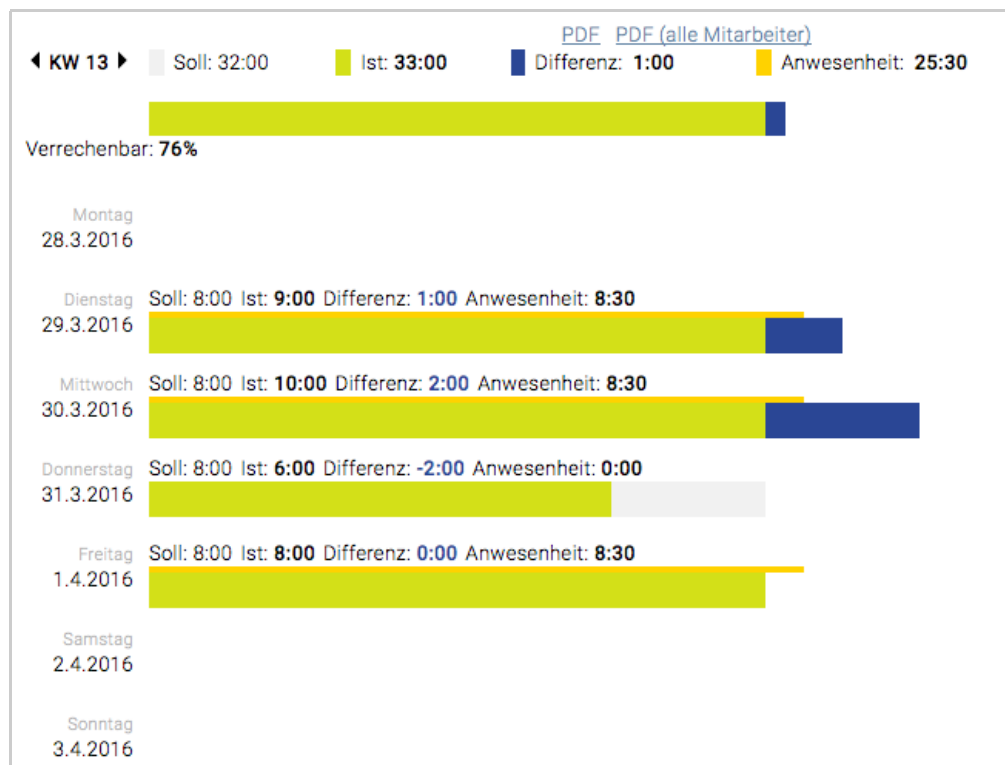 PDF PDF (alle Mitarbeiter)
KW 13 Soll: 32:00 Ist: 33:00 Differenz: 1:00 Anwesenheit: 25:30
Verrechenbar: 76%
Montag
28.3.2016
Dienstag Soll: 8:00 Ist: 9:00 Differenz: 1:00 Anwesenheit: 8:30
29.3.2016
Mittwoch Soll: 8:00 Ist: 10:00 Differenz: 2:00 Anwesenheit: 8:30
30.3.2016
Donnerstag Soll: 8:00 Ist: 6:00 Differenz: -2:00 Anwesenheit: 0:00
31.3.2016
Freitag Soll: 8:00 Ist: 8:00 Differenz: 0:00 Anwesenheit: 8:30
1.4.2016
Samstag
2.4.2016
Sonntag
3.4.2016